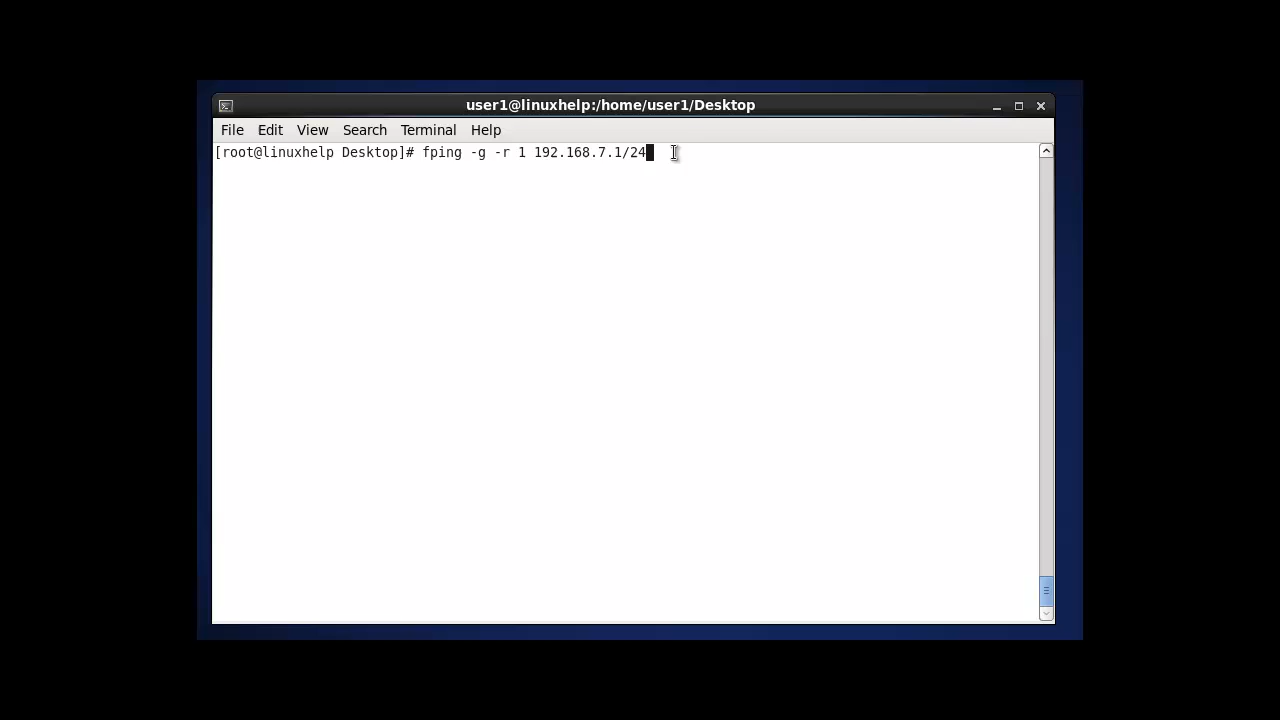 user1@linuxhelp:/home/user1/Desktop
File Edit View Search Terminal Help
[root@linuxhelp Desktop]# fping -g -r 1 192.168.7.1/24